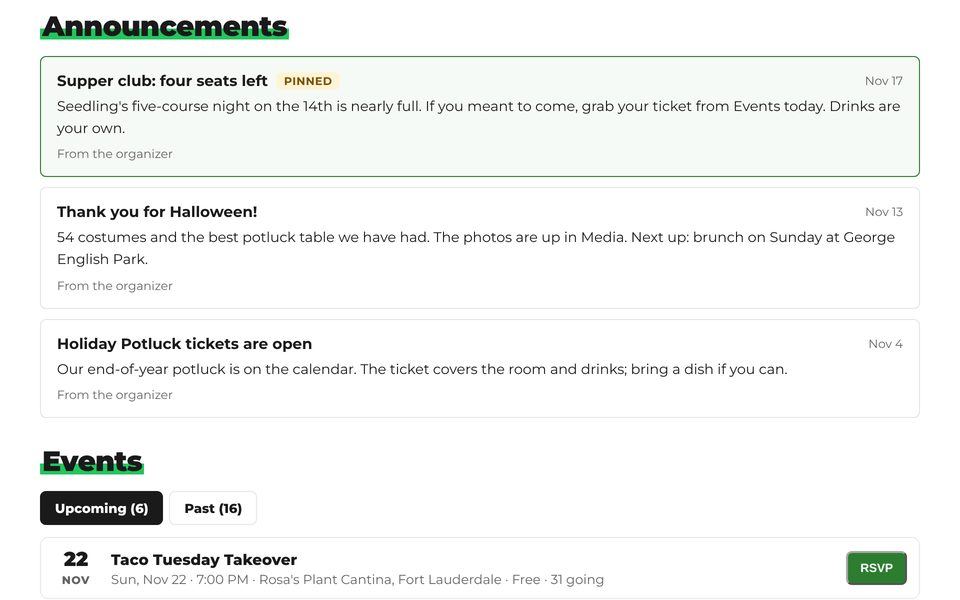 Announcements
Supper club: four seats left PINNED Nov 17
Seedling's five-course night on the 14th is nearly full. If you meant to come, grab your ticket from Events today. Drinks are
your own.
From the organizer
Thank you for Halloween! Nov 13
54 costumes and the best potluck table we have had. The photos are up in Media. Next up: brunch on Sunday at George
English Park.
From the organizer
Holiday Potluck tickets are open Nov 4
Our end-of-year potluck is on the calendar. The ticket covers the room and drinks; bring a dish if you can.
From the organizer
Events
Upcoming (6) Past (16)
22 Taco Tuesday Takeover
NOV Sun, Nov 22 · 7:00 PM · Rosa's Plant Cantina, Fort Lauderdale · Free · 31 going
RSVP